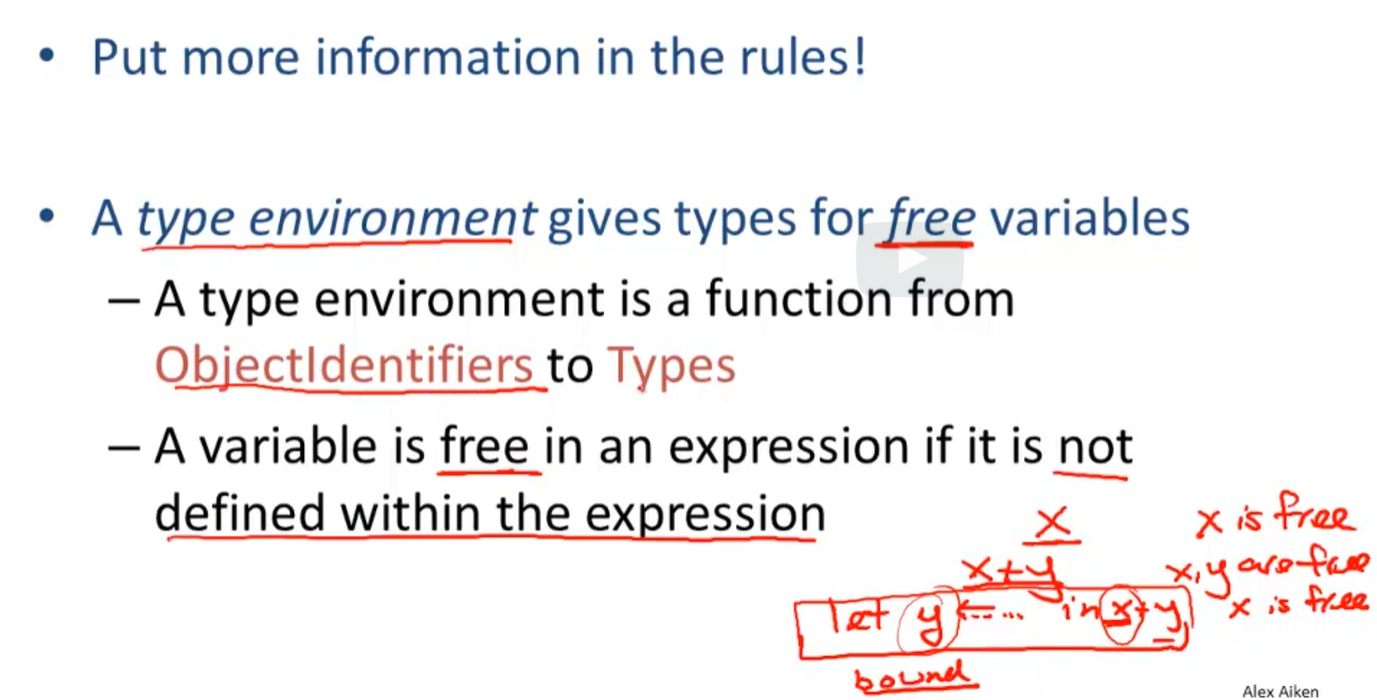 • Put more information in the rules!
• A type environment gives types for free variables
– A type environment is a function from
ObjectIdentifiers to Types
– A variable is free in an expression if it is not
defined within the expression
x x is free
x+y x,y are free
let y ← ... in x+y x is free
bound
Alex Aiken